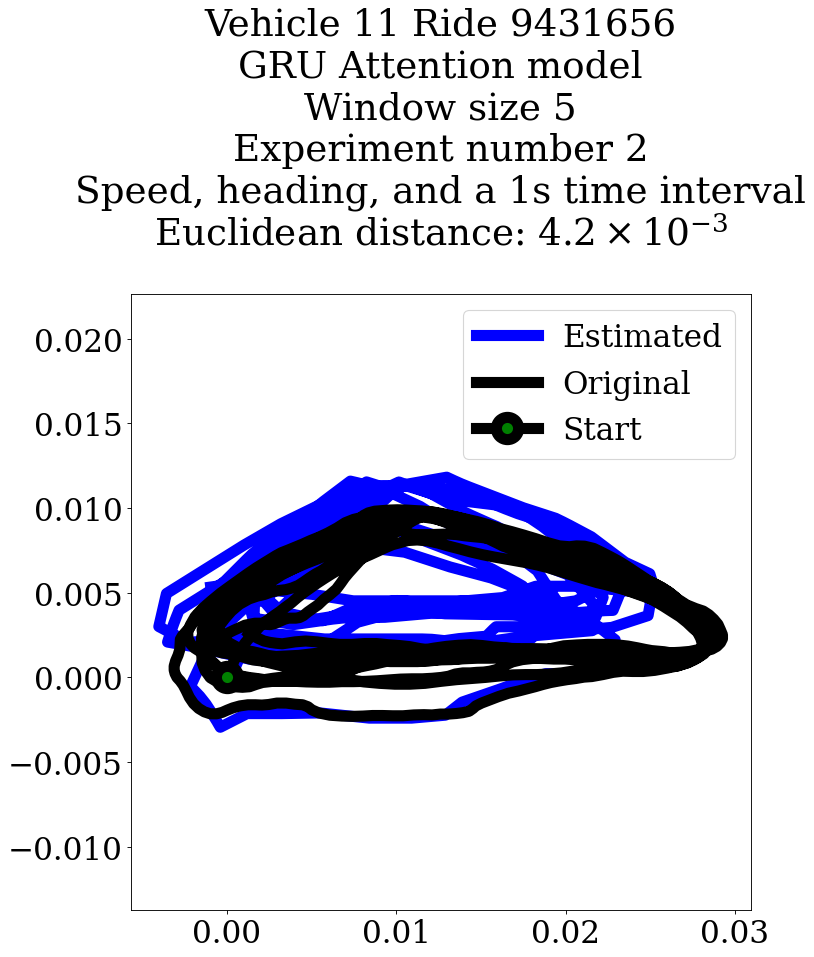 Vehicle 11 Ride 9431656
GRU Attention model
Window size 5
Experiment number 2
Speed, heading, and a 1s time interval
Euclidean distance: 4.2 × 10⁻³
Estimated
Original
Start
0.020
0.015
0.010
0.005
0.000
−0.005
−0.010
0.00 0.01 0.02 0.03